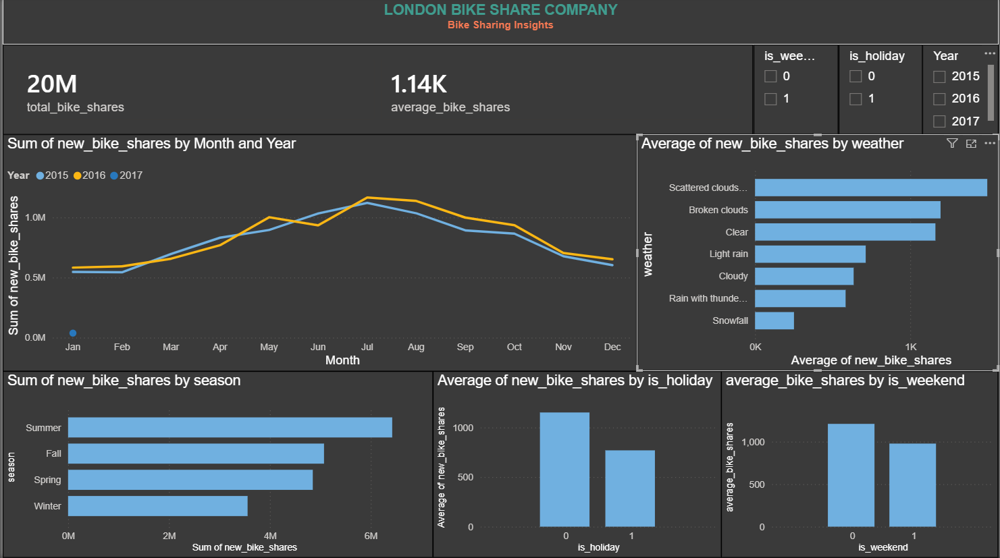 LONDON BIKE SHARE COMPANY
Bike Sharing Insights
20M
total_bike_shares
1.14K
average_bike_shares
is_wee...
0
1
is_holiday
0
1
Year
2015
2016
2017
Sum of new_bike_shares by Month and Year
Year 2015 2016 2017
Sum of new_bike_shares
1.0M
0.5M
0.0M
Jan Feb Mar Apr May Jun Jul Aug Sep Oct Nov Dec
Month
Average of new_bike_shares by weather
weather
Scattered clouds...
Broken clouds
Clear
Light rain
Cloudy
Rain with thunde...
Snowfall
0K 1K
Average of new_bike_shares
Sum of new_bike_shares by season
season
Summer
Fall
Spring
Winter
0M 2M 4M 6M
Sum of new_bike_shares
Average of new_bike_shares by is_holiday
Average of new_bike_shares
1000
500
0
0 1
is_holiday
average_bike_shares by is_weekend
average_bike_shares
1,000
500
0
0 1
is_weekend